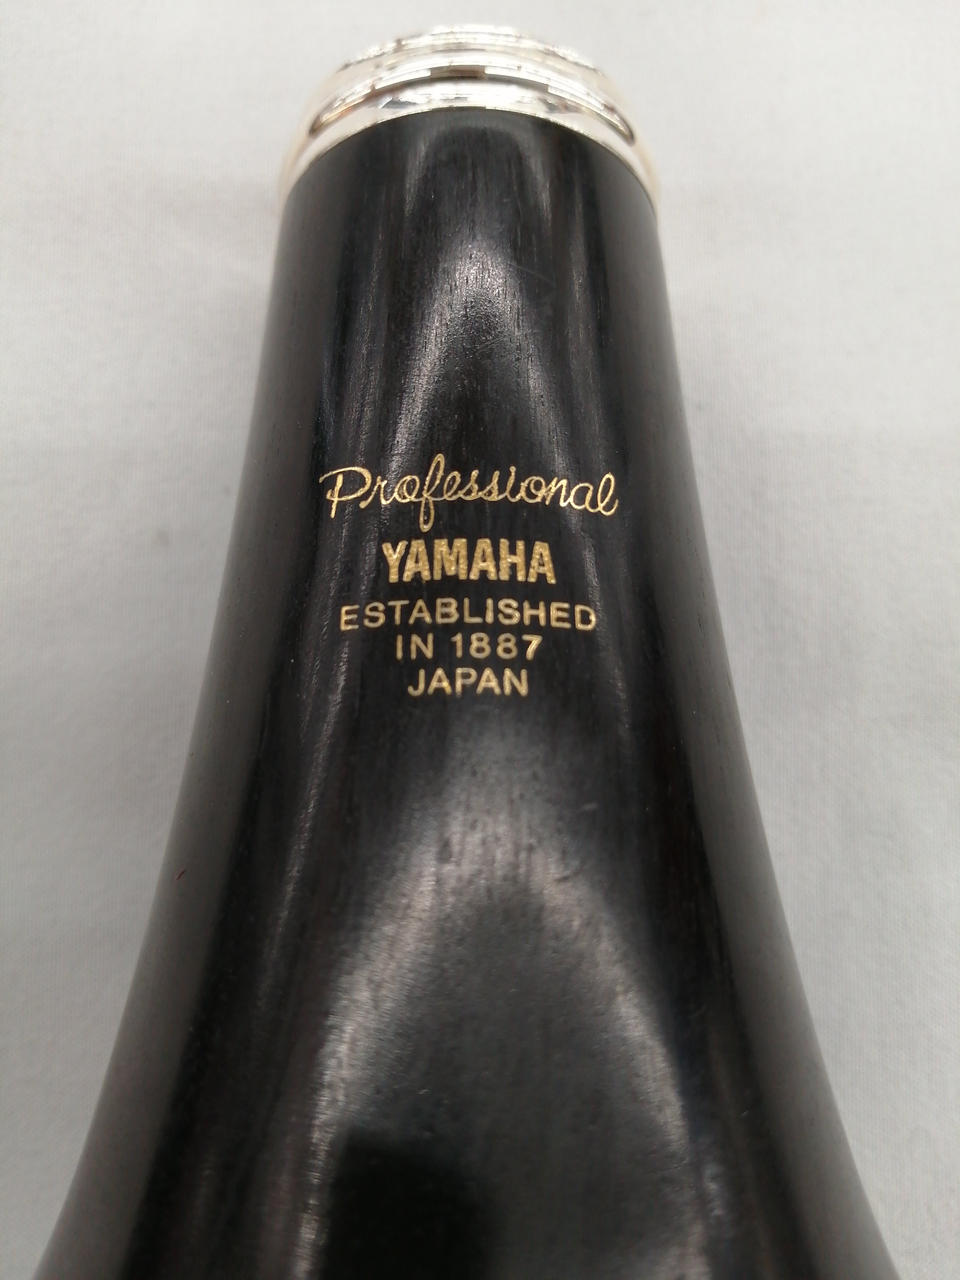 Professional
YAMAHA
ESTABLISHED
IN 1887
JAPAN